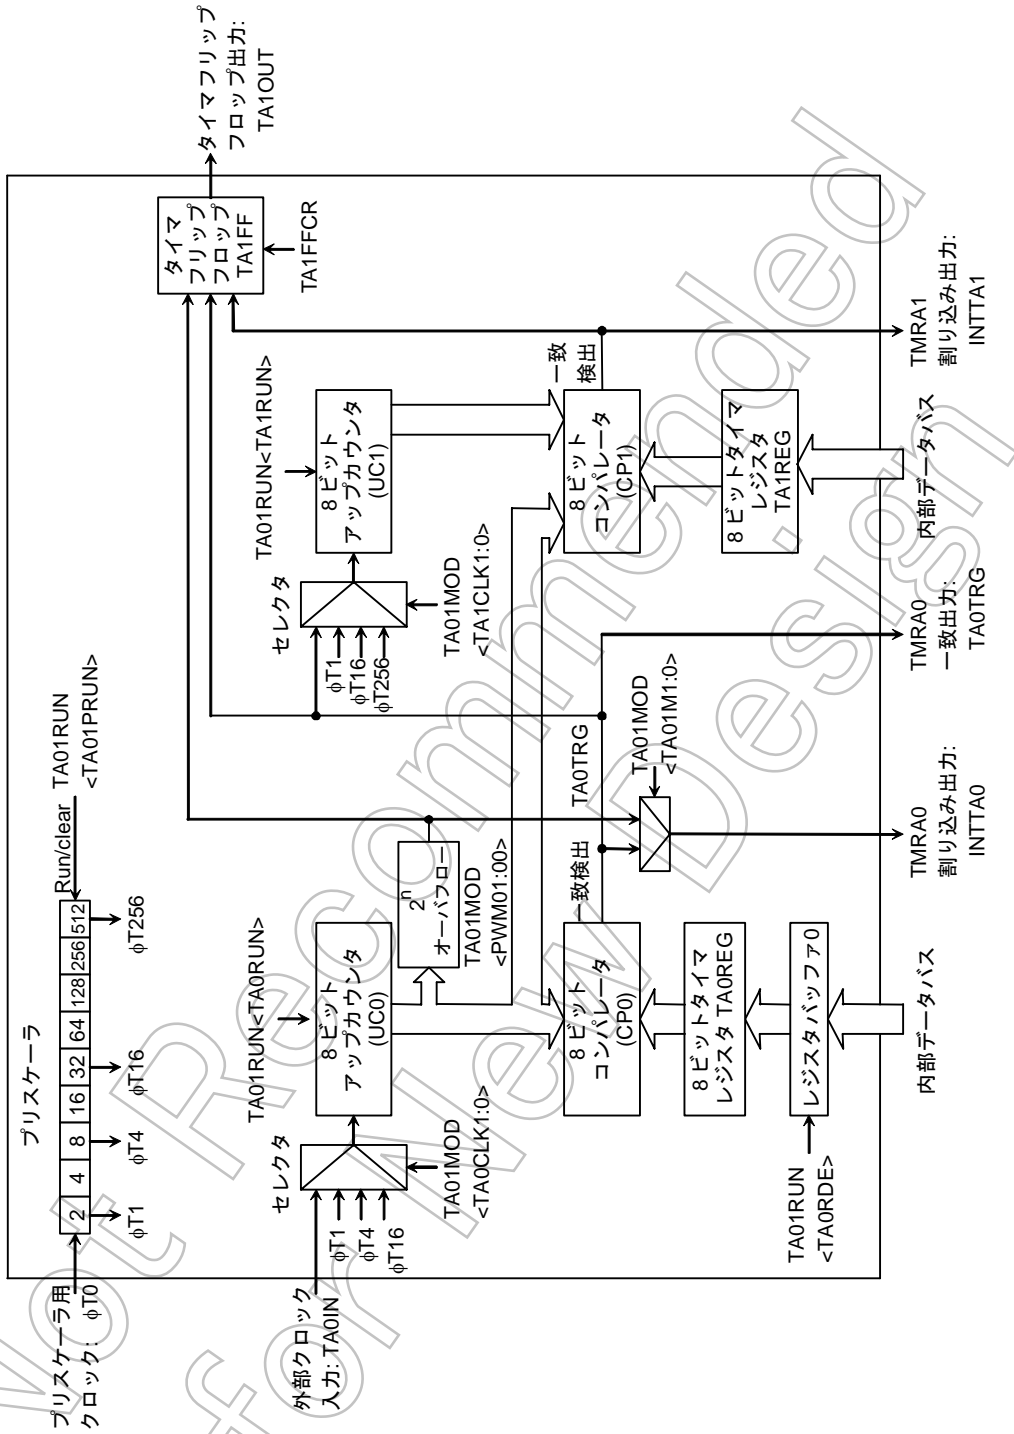 プリスケーラ
プリスケーラ用
クロック: φT0
2 4 8 16 32 64 128 256 512
Run/clear
TA01RUN
<TA01PRUN>
φT1
φT4
φT16
φT256
外部クロック
入力: TA0IN
φT1
φT4
φT16
セレクタ
TA01MOD
<TA0CLK1:0>
TA01RUN<TA0RUN>
8ビット
アップカウンタ
(UC0)
2n
オーバフロー
TA01MOD
<PWM01:00>
セレクタ
φT1
φT16
φT256
TA01MOD
<TA1CLK1:0>
TA01RUN<TA1RUN>
8ビット
アップカウンタ
(UC1)
タイマ
フリップ
フロップ
TA1FF
TA1FFCR
タイマフリップ
フロップ出力:
TA1OUT
8ビット
コンパレータ
(CP0)
一致検出
TA0TRG
8ビット
コンパレータ
(CP1)
一致
検出
8ビットタイマ
レジスタ TA0REG
TA01MOD
<TA01M1:0>
8ビットタイマ
レジスタ
TA1REG
レジスタバッファ0
TA01RUN
<TA0RDE>
内部データバス
TMRA0
割り込み出力:
INTTA0
TMRA0
一致出力:
TA0TRG
内部データバス
TMRA1
割り込み出力:
INTTA1
Not Recommended
for New Design